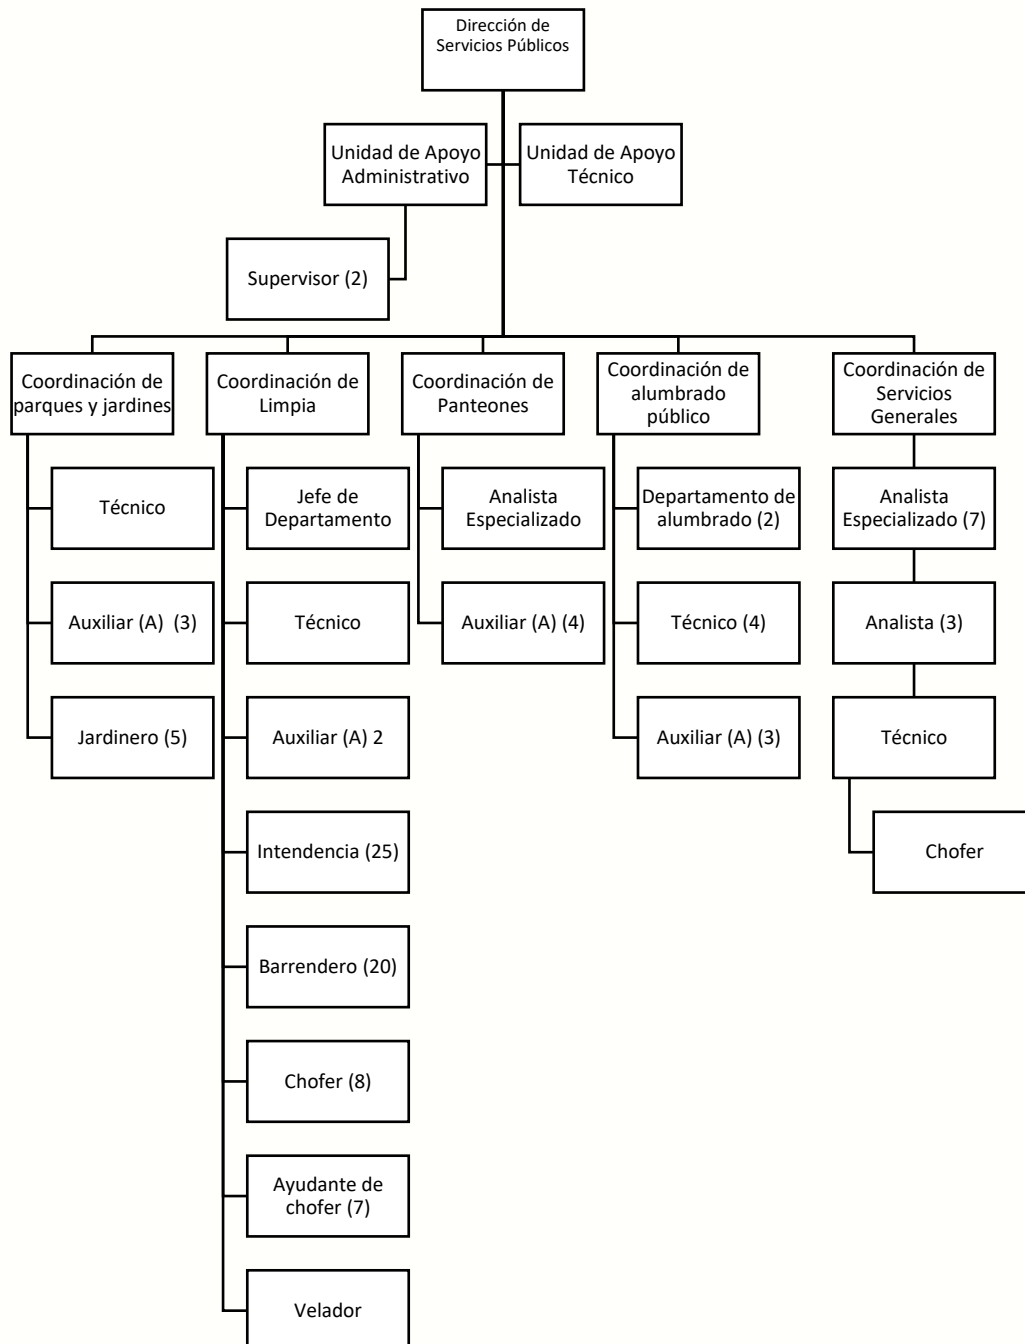 Dirección de
Servicios Públicos
Unidad de Apoyo
Administrativo
Unidad de Apoyo
Técnico
Supervisor (2)
Coordinación de
parques y jardines
Coordinación de
Limpia
Coordinación de
Panteones
Coordinación de
alumbrado
público
Coordinación de
Servicios
Generales
Técnico
Jefe de
Departamento
Analista
Especializado
Departamento de
alumbrado (2)
Analista
Especializado (7)
Auxiliar (A)  (3)
Técnico
Auxiliar (A) (4)
Técnico (4)
Analista (3)
Jardinero (5)
Auxiliar (A) 2
Auxiliar (A) (3)
Técnico
Intendencia (25)
Chofer
Barrendero (20)
Chofer (8)
Ayudante de
chofer (7)
Velador